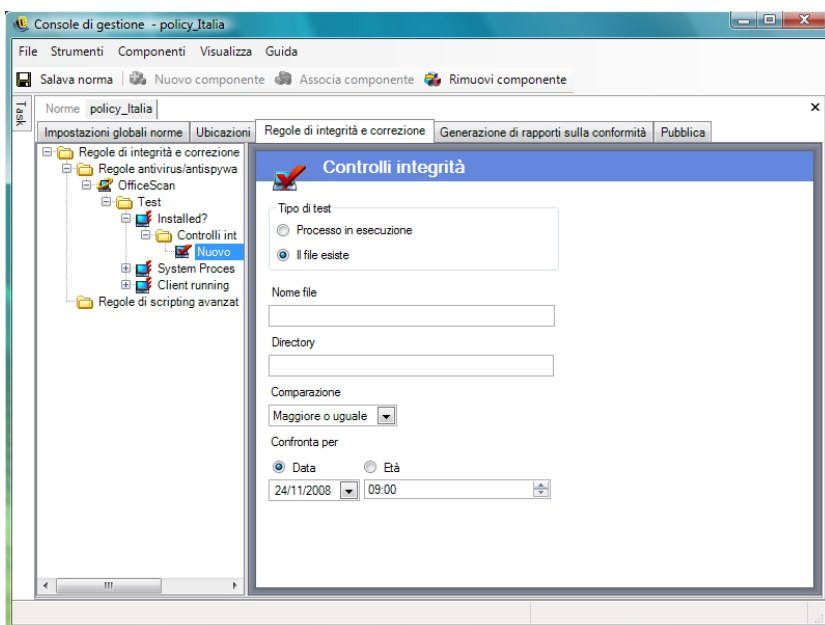 Console di gestione - policy_Italia
File Strumenti Componenti Visualizza Guida
Salava norma Nuovo componente Associa componente Rimuovi componente
Task
Norme policy_Italia
Impostazioni globali norme Ubicazioni Regole di integrità e correzione Generazione di rapporti sulla conformità Pubblica
Regole di integrità e correzione
Regole antivirus/antispywa
OfficeScan
Test
Installed?
Controlli int
Nuovo
System Proces
Client running
Regole di scripting avanzat
Controlli integrità
Tipo di test
Processo in esecuzione
Il file esiste
Nome file
Directory
Comparazione
Maggiore o uguale
Confronta per
Data Età
24/11/2008 09:00